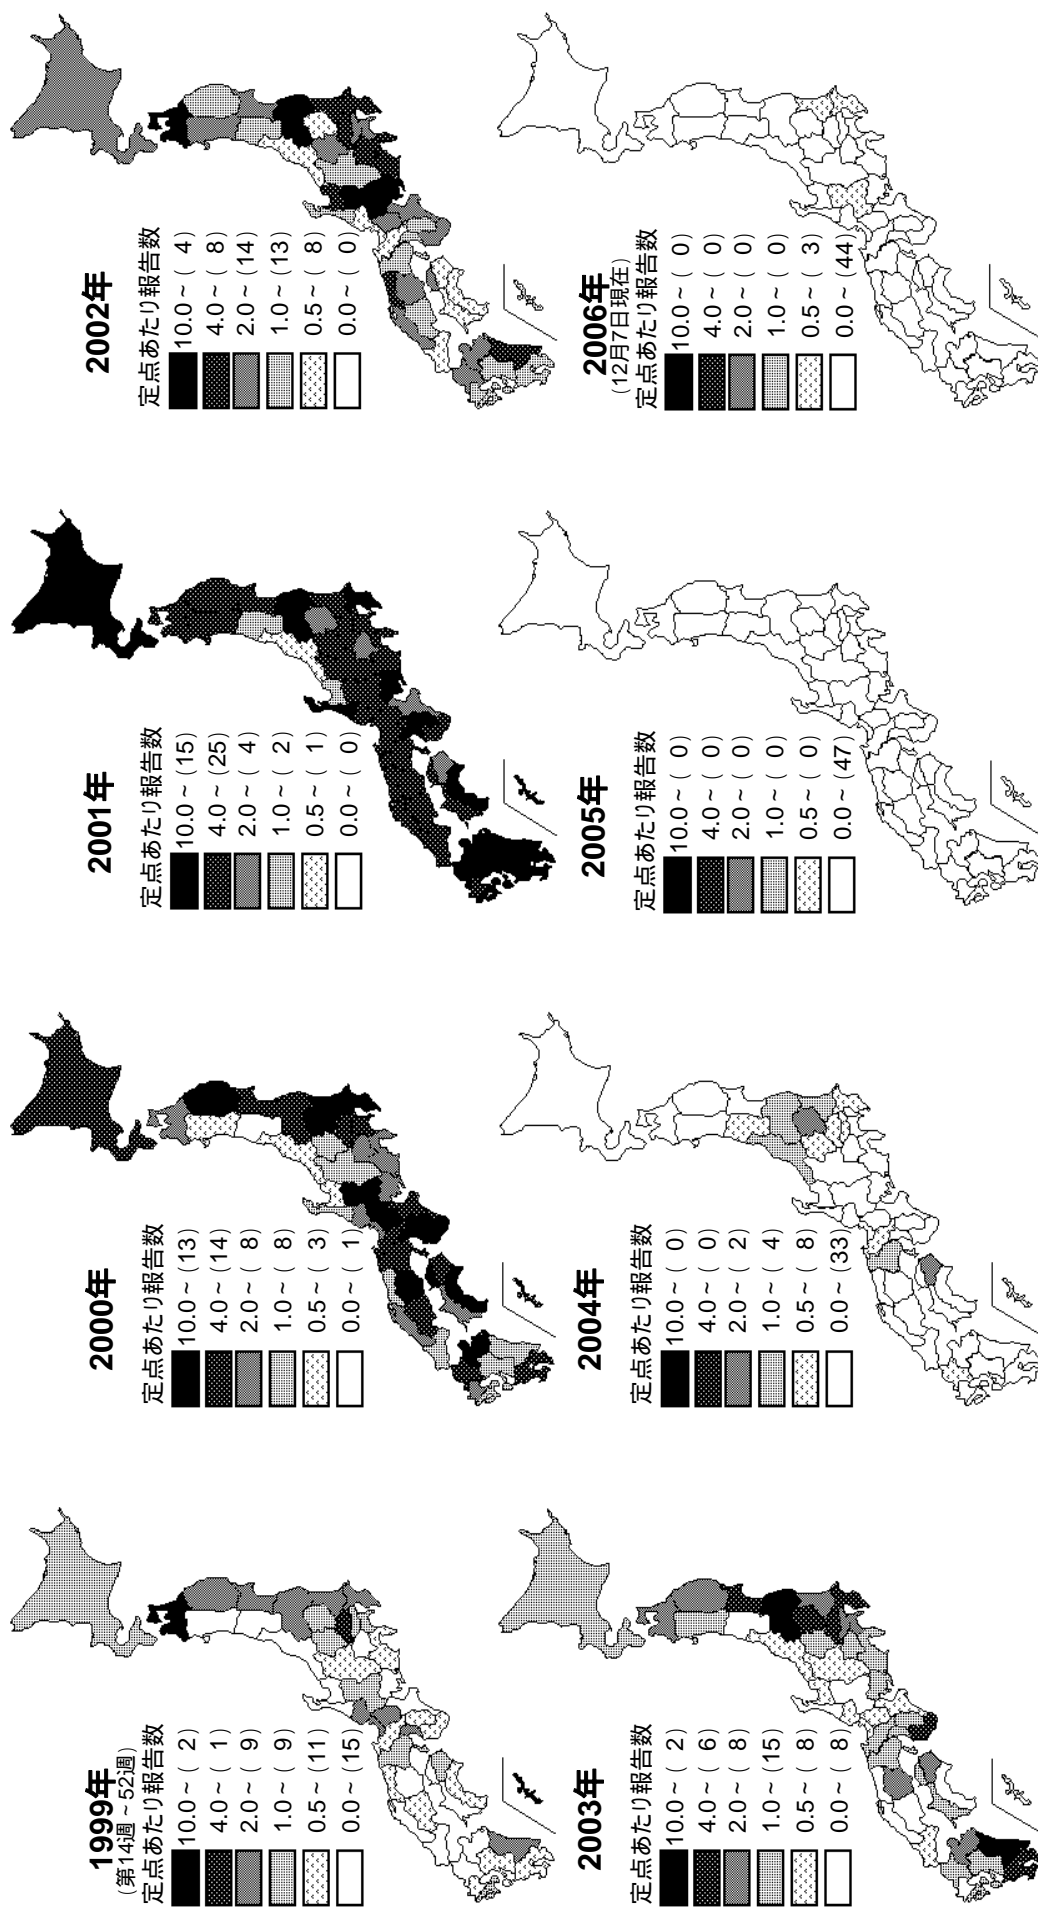 1999年
(第14週~52週)
定点あたり報告数
10.0~( 2)
4.0~( 1)
2.0~( 9)
1.0~( 9)
0.5~(11)
0.0~(15)
2000年
定点あたり報告数
10.0~(13)
4.0~(14)
2.0~( 8)
1.0~( 8)
0.5~( 3)
0.0~( 1)
2001年
定点あたり報告数
10.0~(15)
4.0~(25)
2.0~( 4)
1.0~( 2)
0.5~( 1)
0.0~( 0)
2002年
定点あたり報告数
10.0~( 4)
4.0~( 8)
2.0~(14)
1.0~(13)
0.5~( 8)
0.0~( 0)
2003年
定点あたり報告数
10.0~( 2)
4.0~( 6)
2.0~( 8)
1.0~(15)
0.5~( 8)
0.0~( 8)
2004年
定点あたり報告数
10.0~( 0)
4.0~( 0)
2.0~( 2)
1.0~( 4)
0.5~( 8)
0.0~(33)
2005年
定点あたり報告数
10.0~( 0)
4.0~( 0)
2.0~( 0)
1.0~( 0)
0.5~( 0)
0.0~(47)
2006年
(12月7日現在)
定点あたり報告数
10.0~( 0)
4.0~( 0)
2.0~( 0)
1.0~( 0)
0.5~( 3)
0.0~(44)